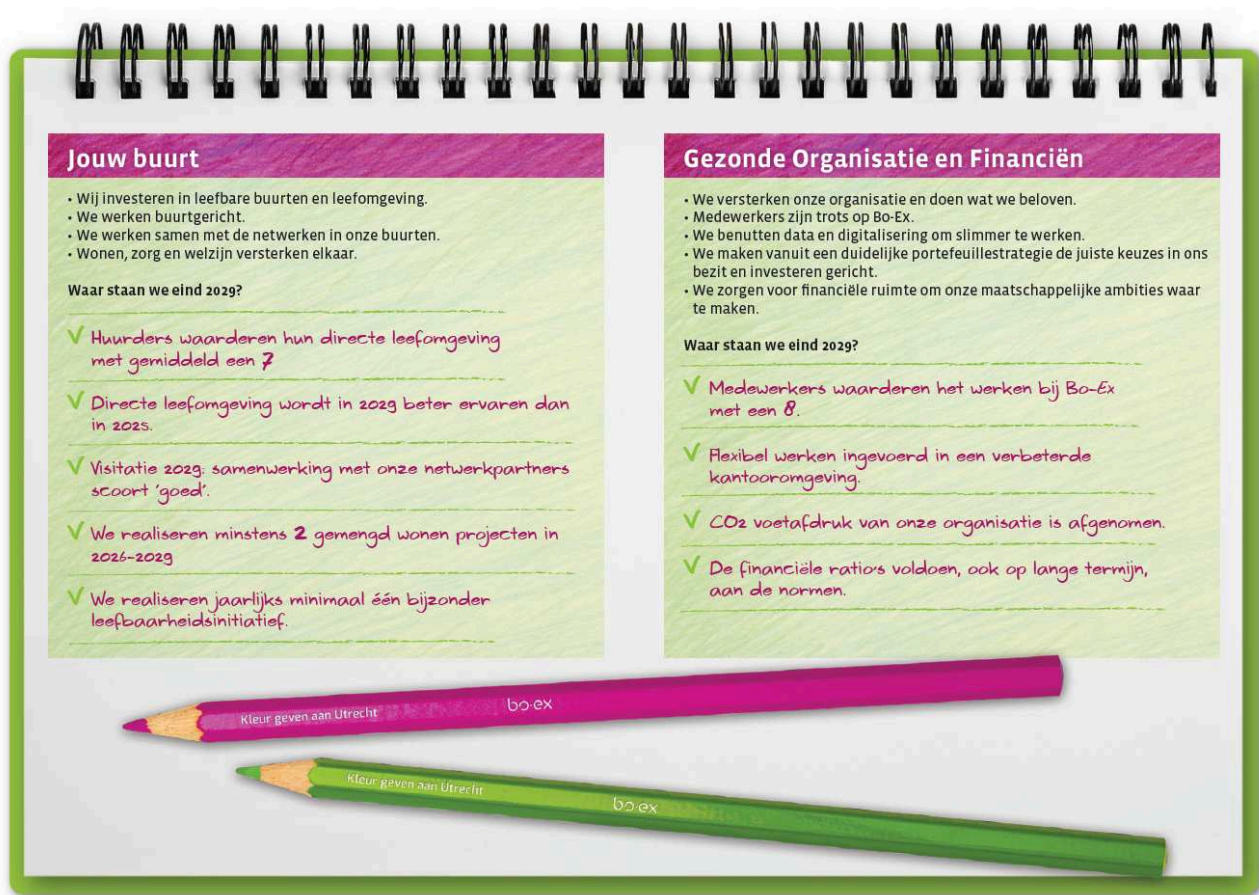 Jouw buurt
• Wij investeren in leefbare buurten en leefomgeving.
• We werken buurtgericht.
• We werken samen met de netwerken in onze buurten.
• Wonen, zorg en welzijn versterken elkaar.
Waar staan we eind 2029?
Huurders waarderen hun directe leefomgeving
met gemiddeld een 7
Directe leefomgeving wordt in 2029 beter ervaren dan
in 2025.
Visitatie 2029: samenwerking met onze netwerkpartners
scoort 'goed'.
We realiseren minstens 2 gemengd wonen projecten in
2026-2029
We realiseren jaarlijks minimaal één bijzonder
leefbaarheidsinitiatief.
Gezonde Organisatie en Financiën
• We versterken onze organisatie en doen wat we beloven.
• Medewerkers zijn trots op Bo-Ex.
• We benutten data en digitalisering om slimmer te werken.
• We maken vanuit een duidelijke portefeuillestrategie de juiste keuzes in ons
bezit en investeren gericht.
• We zorgen voor financiële ruimte om onze maatschappelijke ambities waar
te maken.
Waar staan we eind 2029?
Medewerkers waarderen het werken bij Bo-Ex
met een 8.
Flexibel werken ingevoerd in een verbeterde
kantooromgeving.
CO2 voetafdruk van onze organisatie is afgenomen.
De financiële ratio's voldoen, ook op lange termijn,
aan de normen.
Kleur geven aan Utrecht bo-ex
Kleur geven aan Utrecht bo-ex